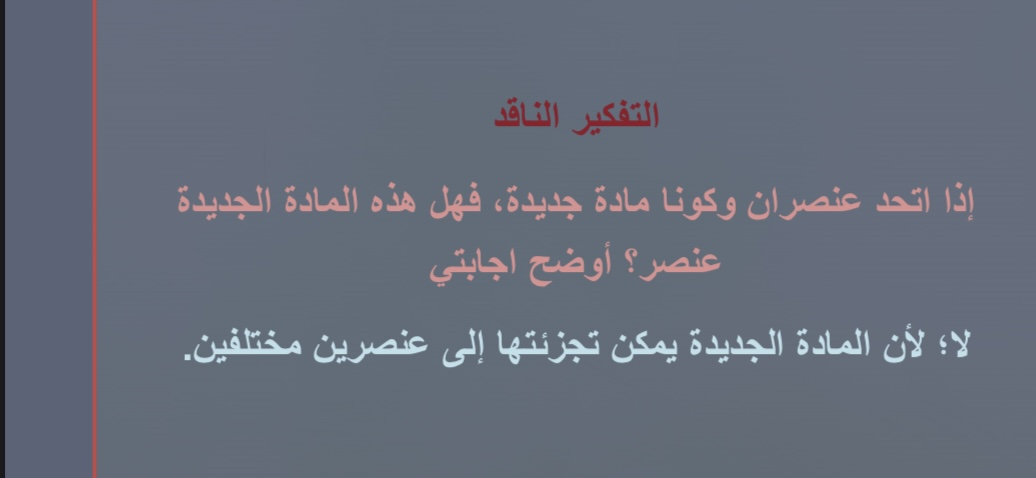 التفكير الناقد
إذا اتحد عنصران وكونا مادة جديدة، فهل هذه المادة الجديدة
عنصر؟ أوضح اجابتي
لا؛ لأن المادة الجديدة يمكن تجزئتها إلى عنصرين مختلفين.